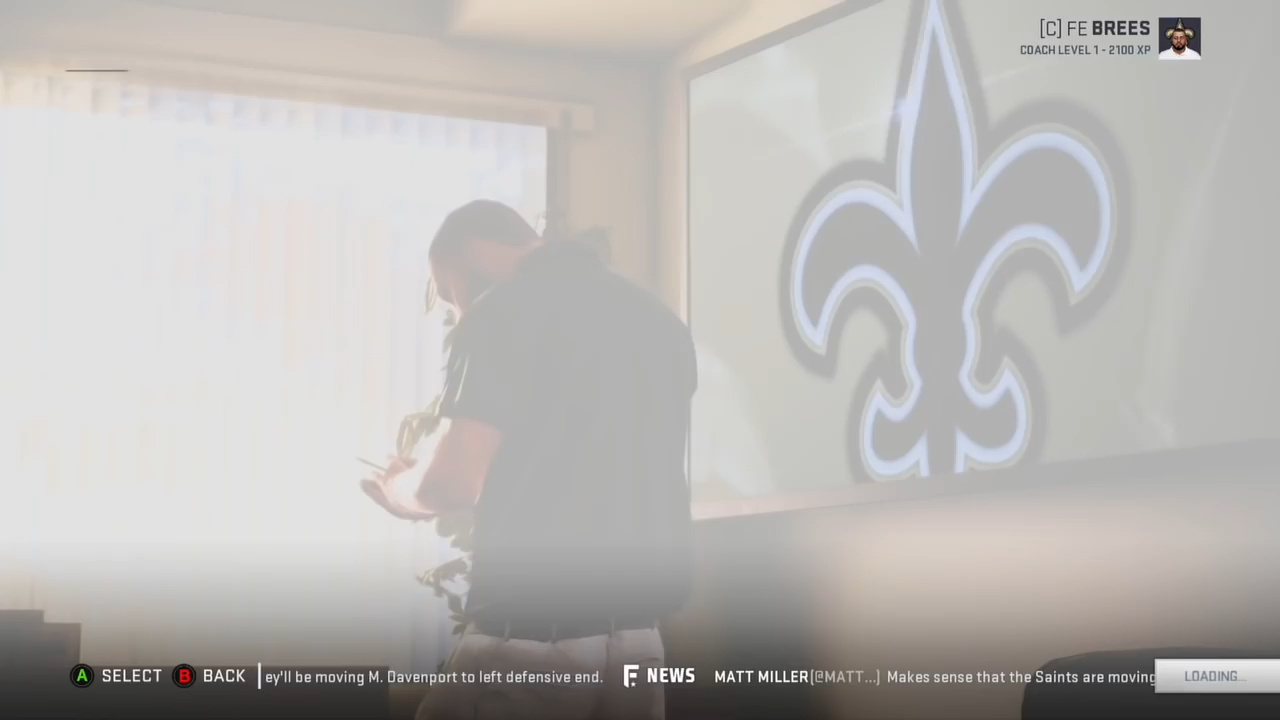 [C] FE BREES
COACH LEVEL 1 - 2100 XP
A SELECT B BACK ey'll be moving M. Davenport to left defensive end. F NEWS MATT MILLER[@MATT...] Makes sense that the Saints are moving LOADING...